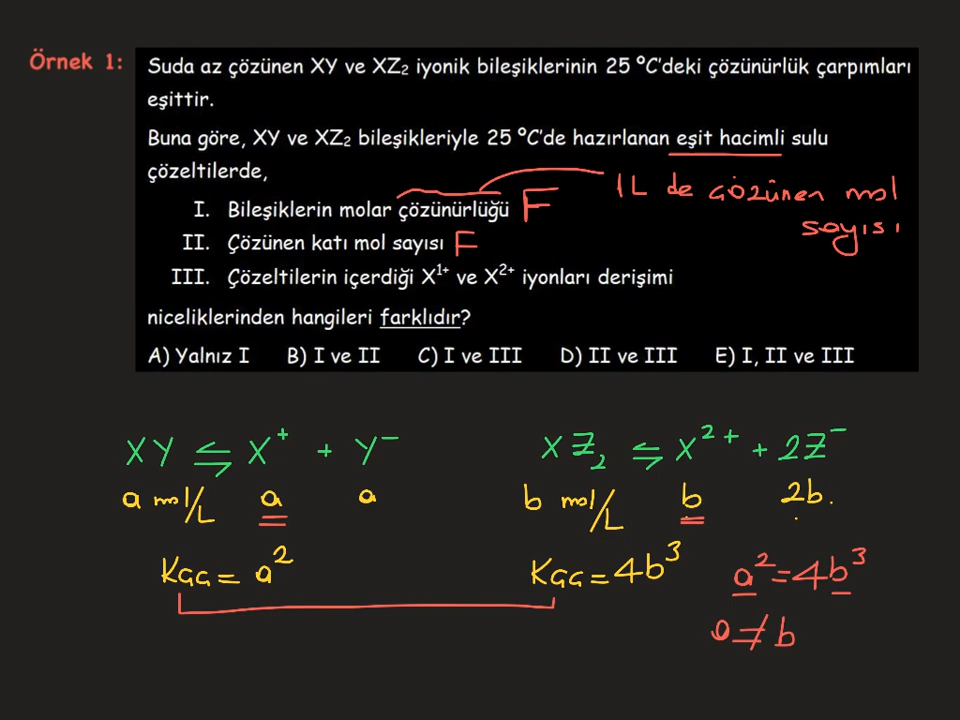 Örnek 1:
Suda az çözünen XY ve XZ₂ iyonik bileşiklerinin 25 ºC'deki çözünürlük çarpımları
eşittir.
Buna göre, XY ve XZ₂ bileşikleriyle 25 ºC'de hazırlanan eşit hacimli sulu
çözeltilerde,
I. Bileşiklerin molar çözünürlüğü F
1L de çözünen mol
sayısı
II. Çözünen katı mol sayısı F
III. Çözeltilerin içerdiği X¹⁺ ve X²⁺ iyonları derişimi
niceliklerinden hangileri farklıdır?
A) Yalnız I B) I ve II C) I ve III D) II ve III E) I, II ve III
XY ⇌ X⁺ + Y⁻
a mol/L a a
Kçç = a²
XZ₂ ⇌ X²⁺ + 2Z⁻
b mol/L b 2b
Kçç = 4b³
a² = 4b³
a ≠ b